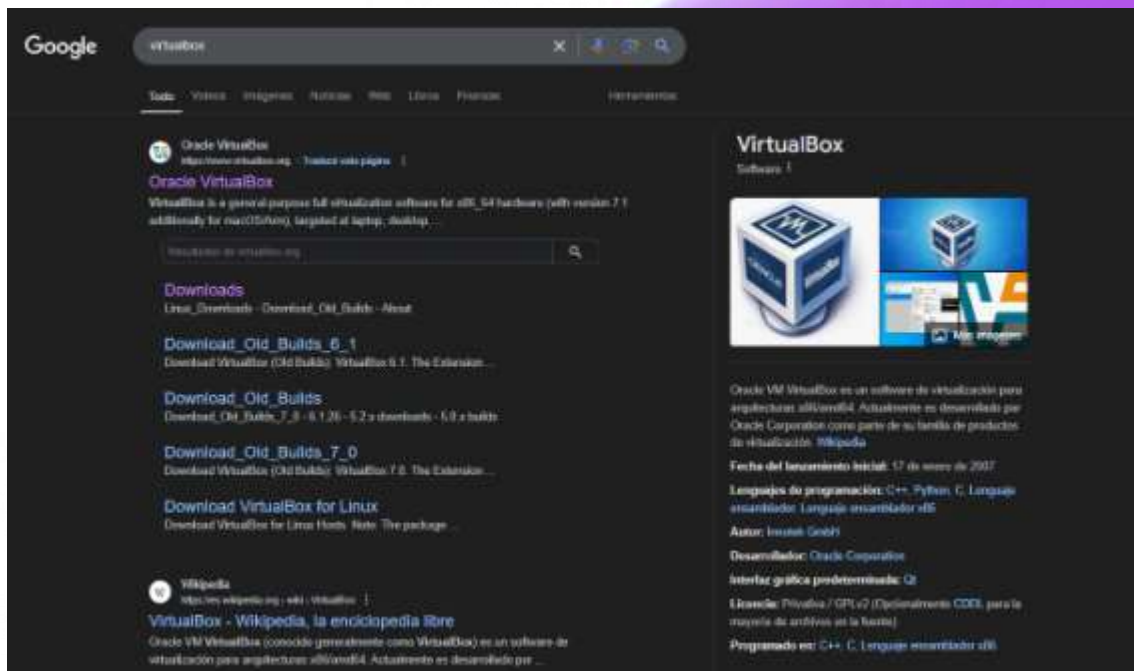 Google
virtualbox
Todo Vídeos Imágenes Noticias Web Libros Finanzas Herramientas
Oracle VirtualBox
https://www.virtualbox.org · Traducir esta página
Oracle VirtualBox
VirtualBox is a general-purpose full virtualization software for x86_64 hardware (with version 7.1
additionally for macOS/Arm), targeted at laptop, desktop ...
Resultados de virtualbox.org
Downloads
Linux_Downloads - Download_Old_Builds - About
Download_Old_Builds_6_1
Download VirtualBox (Old Builds): VirtualBox 6.1. The Extension ...
Download_Old_Builds
Download_Old_Builds_7_0 - 6.1.26 - 5.2.x downloads - 5.0.x builds
Download_Old_Builds_7_0
Download VirtualBox (Old Builds): VirtualBox 7.0. The Extension ...
Download VirtualBox for Linux
Download VirtualBox for Linux Hosts. Note: The package ...
W
Wikipedia
https://es.wikipedia.org › wiki › VirtualBox
VirtualBox - Wikipedia, la enciclopedia libre
Oracle VM VirtualBox (conocido generalmente como VirtualBox) es un software de
virtualización para arquitecturas x86/amd64. Actualmente es desarrollado por ...
VirtualBox
Software
ORACLE
VirtualBox
Más imágenes
Oracle VM VirtualBox es un software de virtualización para
arquitecturas x86/amd64. Actualmente es desarrollado por
Oracle Corporation como parte de su familia de productos
de virtualización. Wikipedia
Fecha del lanzamiento inicial: 17 de enero de 2007
Lenguajes de programación: C++, Python, C, Lenguaje
ensamblador, Lenguaje ensamblador x86
Autor: Innotek GmbH
Desarrollador: Oracle Corporation
Interfaz gráfica predeterminada: Qt
Licencia: Privativa / GPLv2 (Opcionalmente CDDL para la
mayoría de archivos en la fuente)
Programado en: C++, C, Lenguaje ensamblador x86